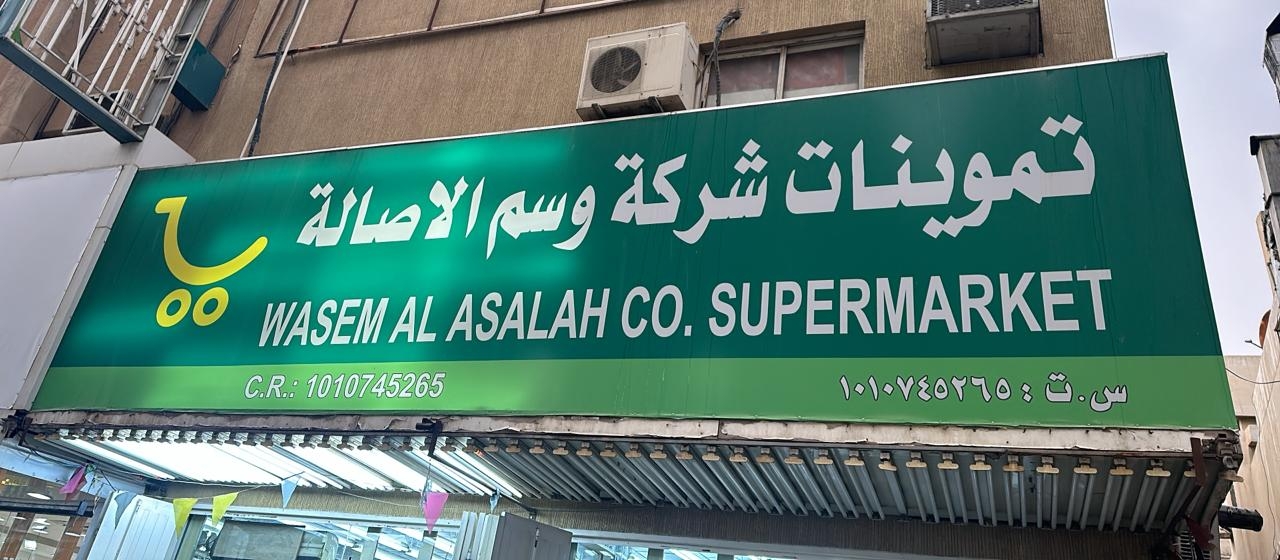 تموينات شركة وسم الاصالة
WASEM AL ASALAH CO. SUPERMARKET
C.R.: 1010745265
س.ت : ١٠١٠٧٤٥٢٦٥